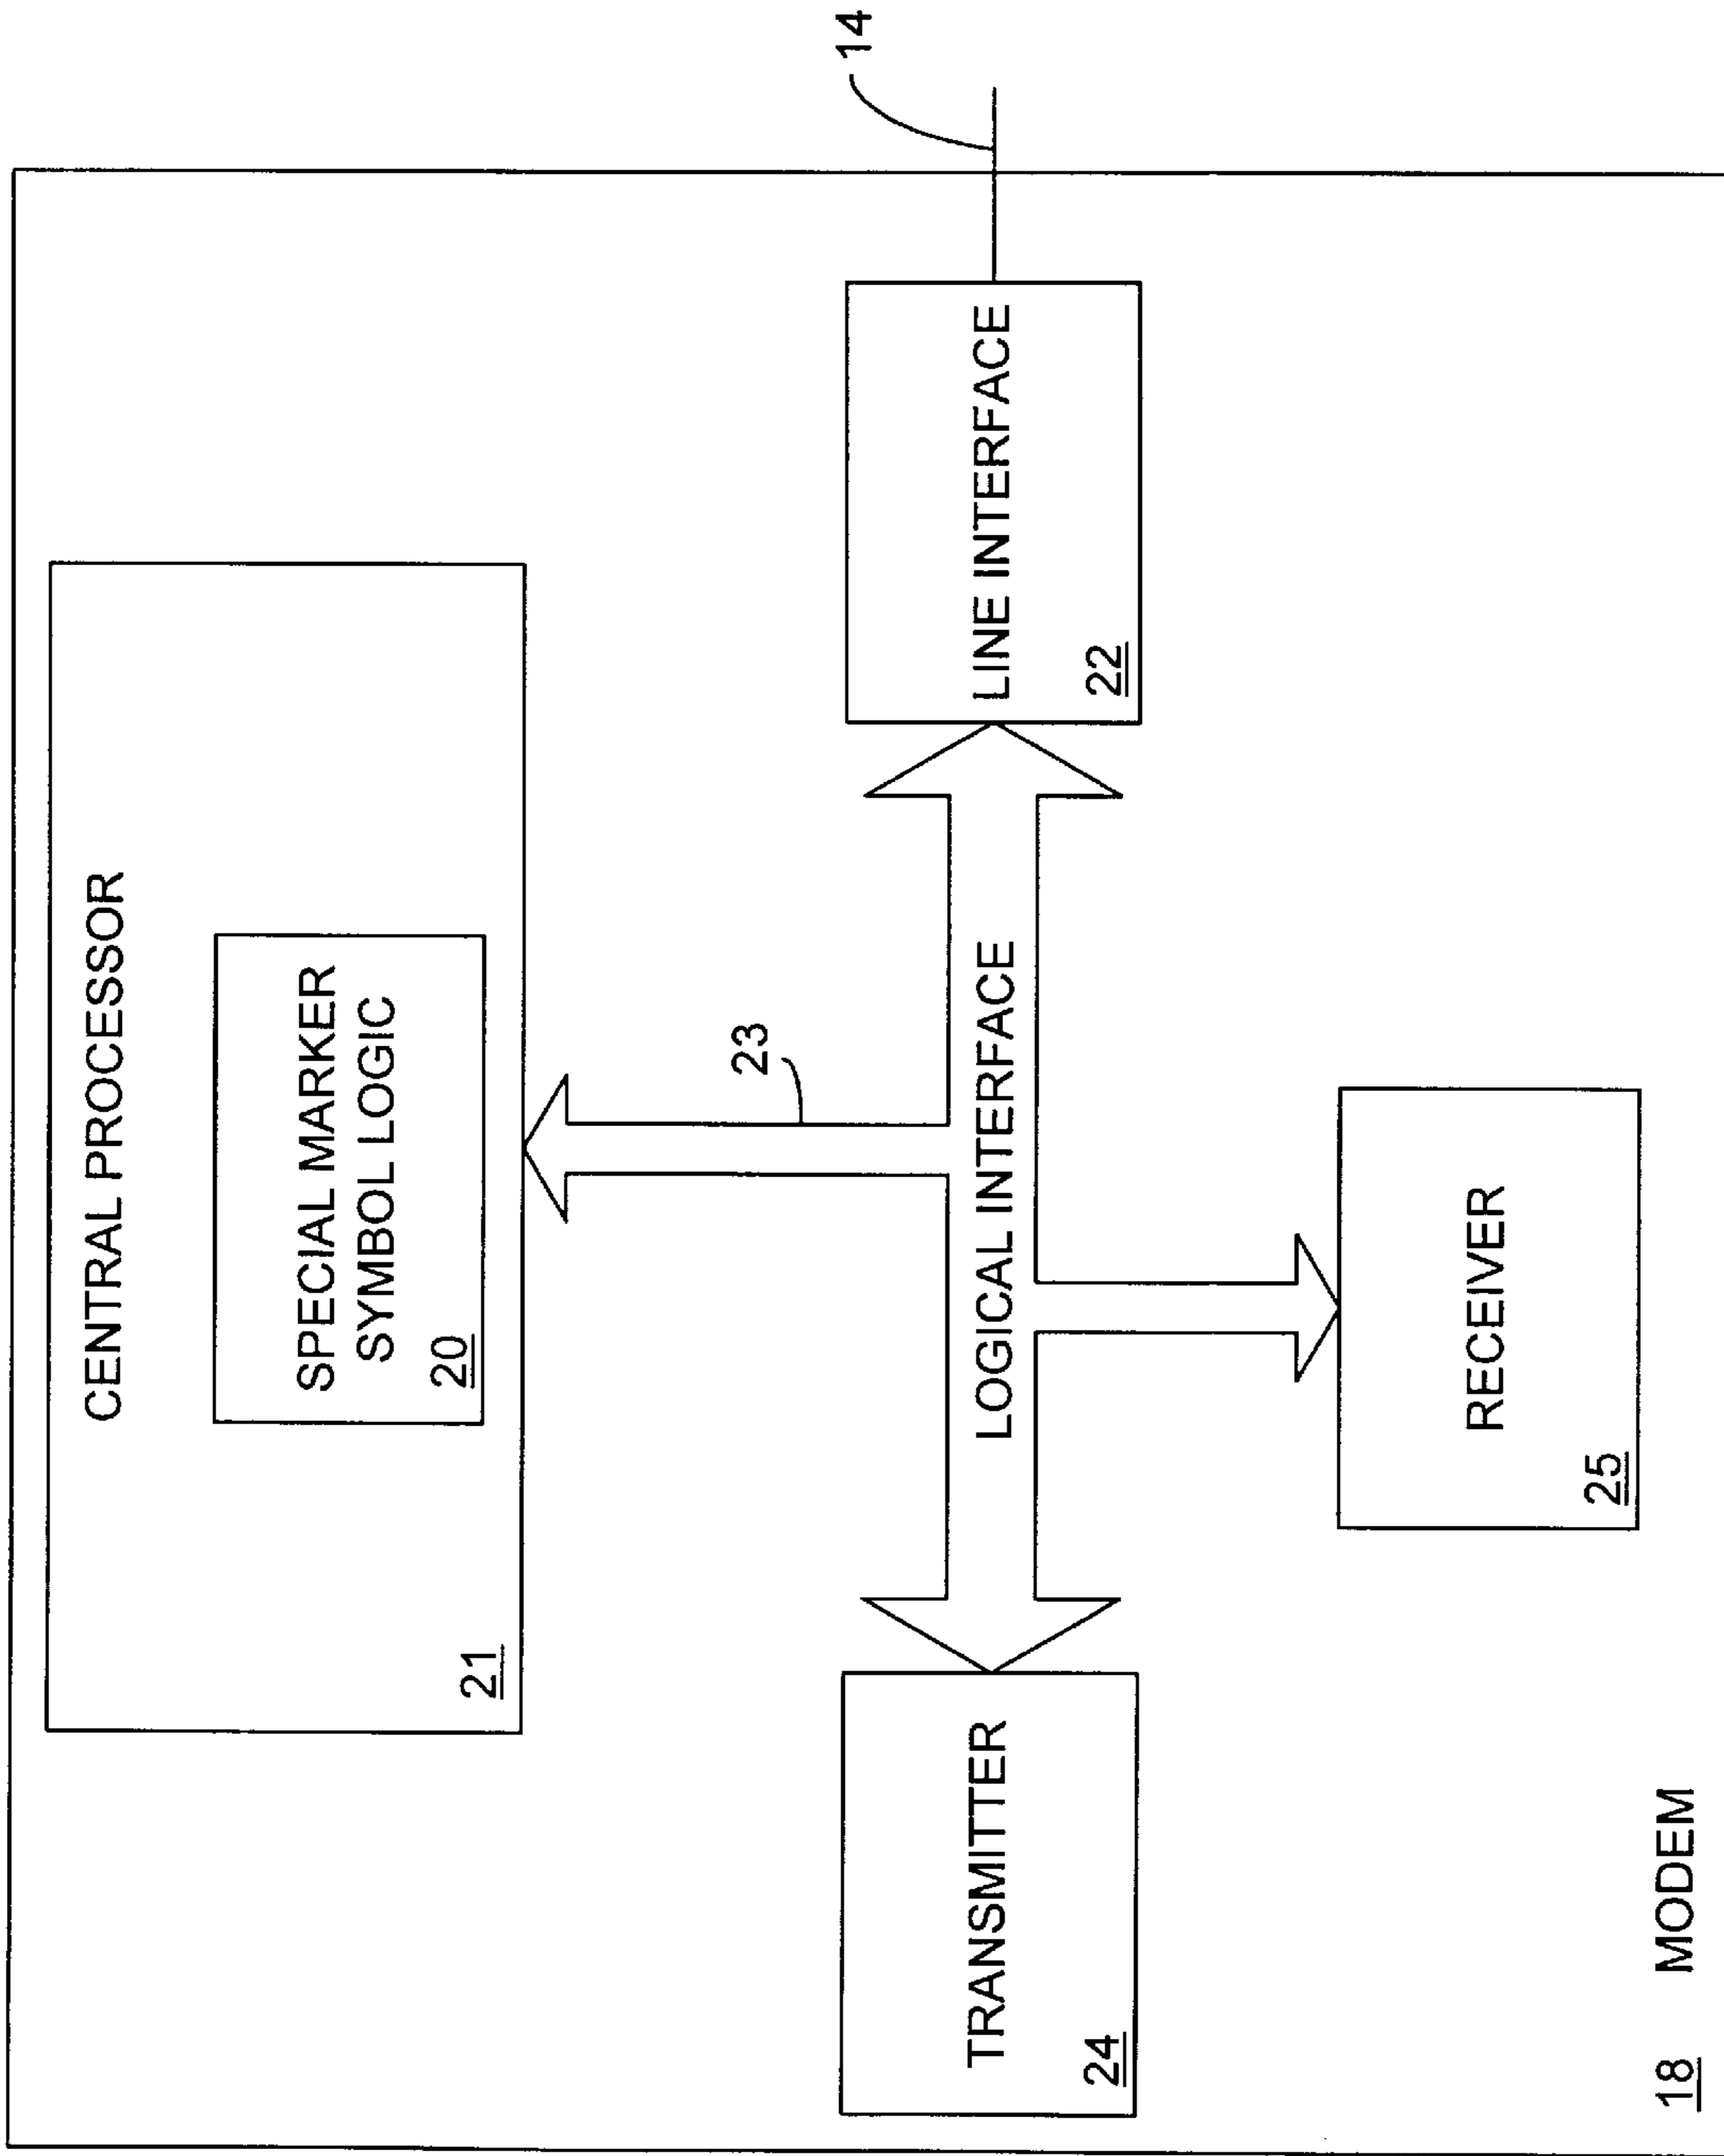 CENTRAL PROCESSOR
SPECIAL MARKER
SYMBOL LOGIC
20
21
23
14
TRANSMITTER
24
LOGICAL INTERFACE
LINE INTERFACE
22
RECEIVER
25
18 MODEM